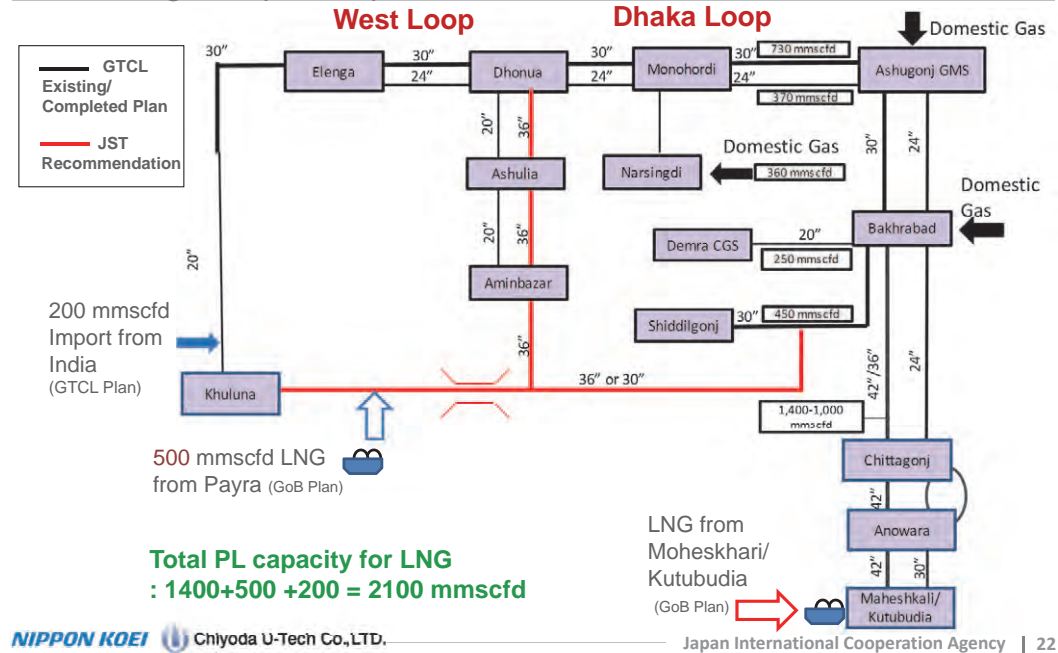 West Loop
Dhaka Loop
Domestic Gas
GTCL
Existing/
Completed Plan
JST
Recommendation
30”
Elenga
30”
24”
Dhonua
30”
24”
Monohordi
30”
730 mmscfd
24”
370 mmscfd
Ashugonj GMS
20”
36”
30”
24”
Ashulia
Narsingdi
Domestic Gas
360 mmscfd
Domestic
Gas
20”
36”
Bakhrabad
Demra CGS
20”
250 mmscfd
20”
Aminbazar
Shiddilgonj
30”
450 mmscfd
200 mmscfd
Import from
India
(GTCL Plan)
36”
36” or 30”
42”/36”
24”
Khuluna
1,400-1,000
mmscfd
500 mmscfd LNG
from Payra (GoB Plan)
Chittagonj
42”
Anowara
LNG from
Moheskhari/
Kutubudia
(GoB Plan)
42”
30”
Maheshkali/
Kutubudia
Total PL capacity for LNG
: 1400+500 +200 = 2100 mmscfd
NIPPON KOEI
Chiyoda U-Tech Co.,LTD.
Japan International Cooperation Agency | 22